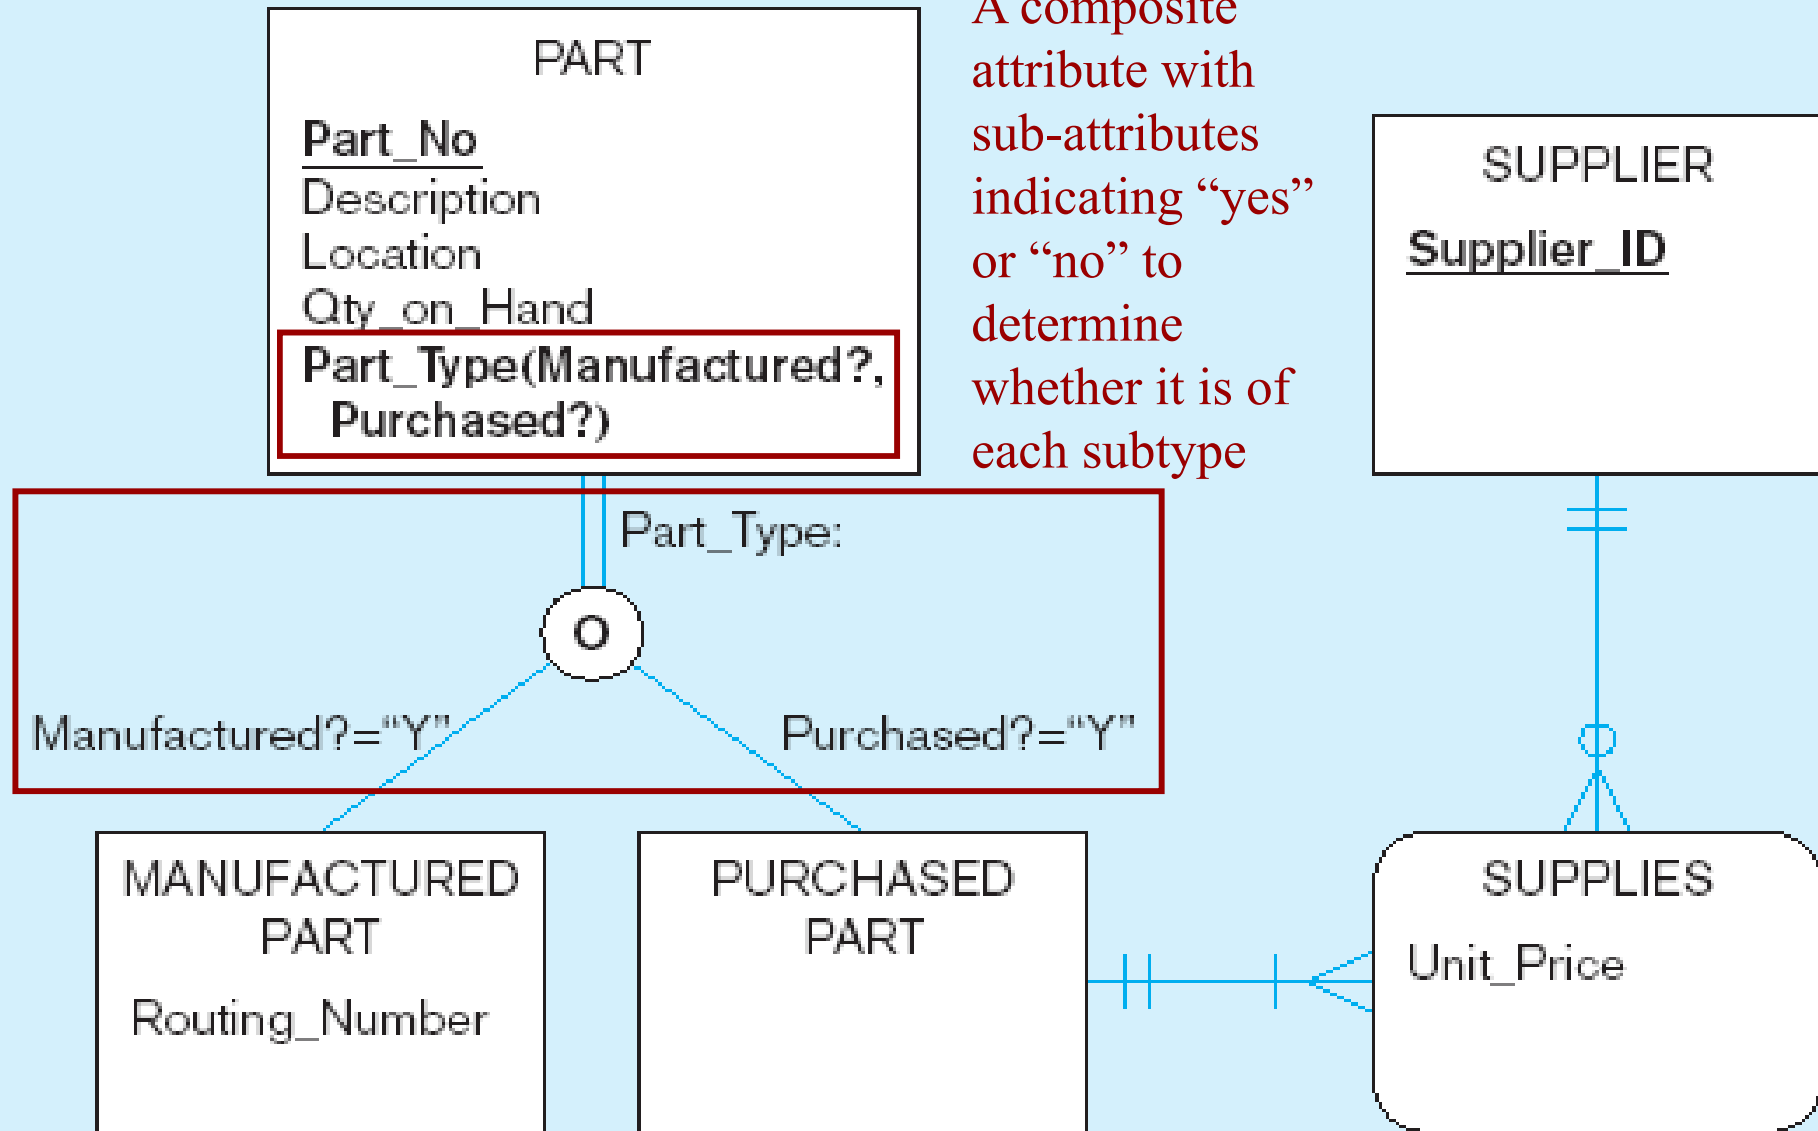 PART
Part_No
Description
Location
Qty_on_Hand
Part_Type(Manufactured?,
Purchased?)
A composite
attribute with
sub-attributes
indicating “yes”
or “no” to
determine
whether it is of
each subtype
SUPPLIER
Supplier_ID
Part_Type:
O
Manufactured?=“Y”
Purchased?=“Y”
MANUFACTURED
PART
Routing_Number
PURCHASED
PART
SUPPLIES
Unit_Price